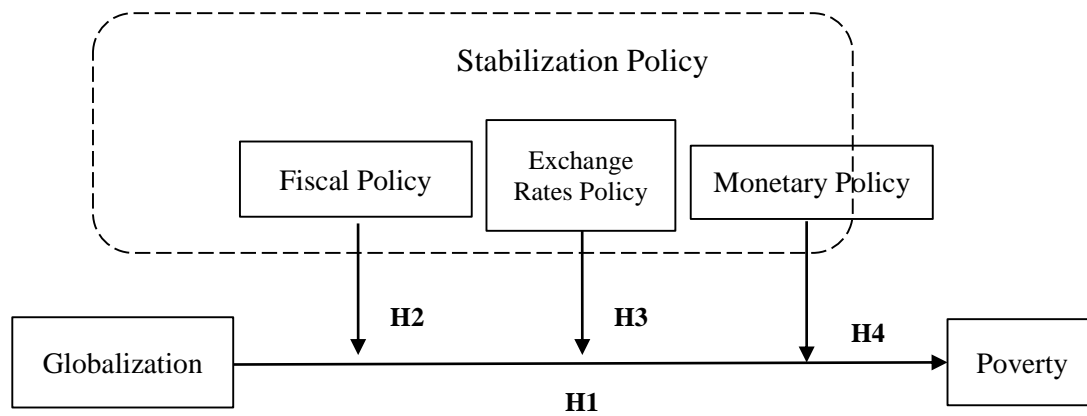 Stabilization Policy
Fiscal Policy
Exchange
Rates Policy
Monetary Policy
H2
H3
H4
Globalization
Poverty
H1